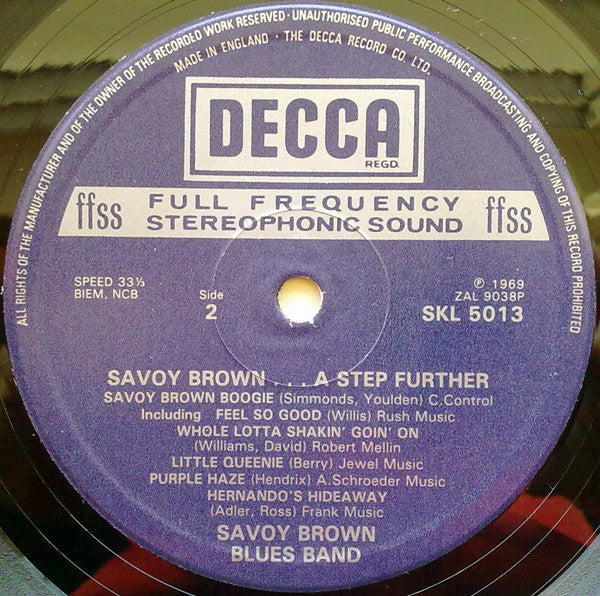 ALL RIGHTS OF THE MANUFACTURER AND OF THE OWNER OF THE RECORDED WORK RESERVED · UNAUTHORISED PUBLIC PERFORMANCE BROADCASTING AND COPYING OF THIS RECORD PROHIBITED
MADE IN ENGLAND · THE DECCA RECORD CO LTD.
DECCA
REGD.
ffss FULL FREQUENCY ffss
STEREOPHONIC SOUND
SPEED 33⅓
BIEM, NCB
Side
2
℗ 1969
ZAL 9038P
SKL 5013
SAVOY BROWN . . . A STEP FURTHER
SAVOY BROWN BOOGIE (Simmonds, Youlden) C.Control
Including FEEL SO GOOD (Willis) Rush Music
WHOLE LOTTA SHAKIN' GOIN' ON
(Williams, David) Robert Mellin
LITTLE QUEENIE (Berry) Jewel Music
PURPLE HAZE (Hendrix) A.Schroeder Music
HERNANDO'S HIDEAWAY
(Adler, Ross) Frank Music
SAVOY BROWN
BLUES BAND